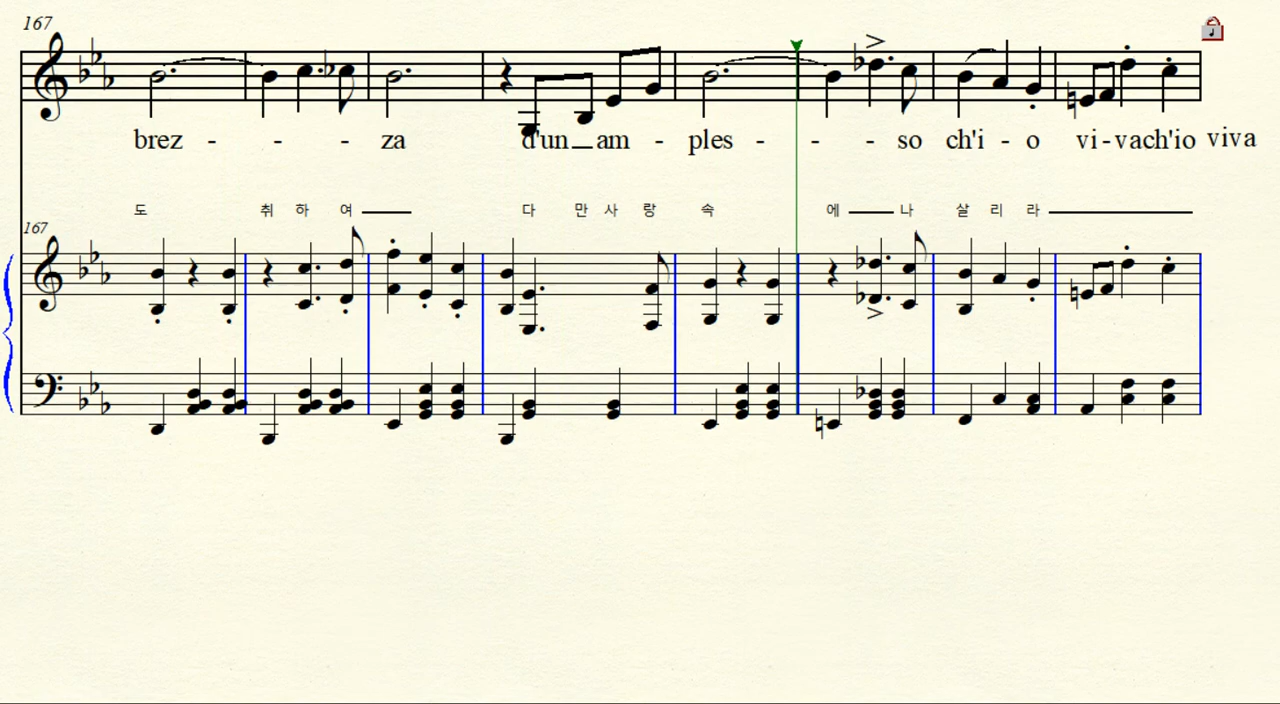 167
brez - - - za d'un am - ples - - - so ch'i - o vi - vach'io viva
도 취 하 여 다 만 사 랑 속 에 나 살 리 라
167